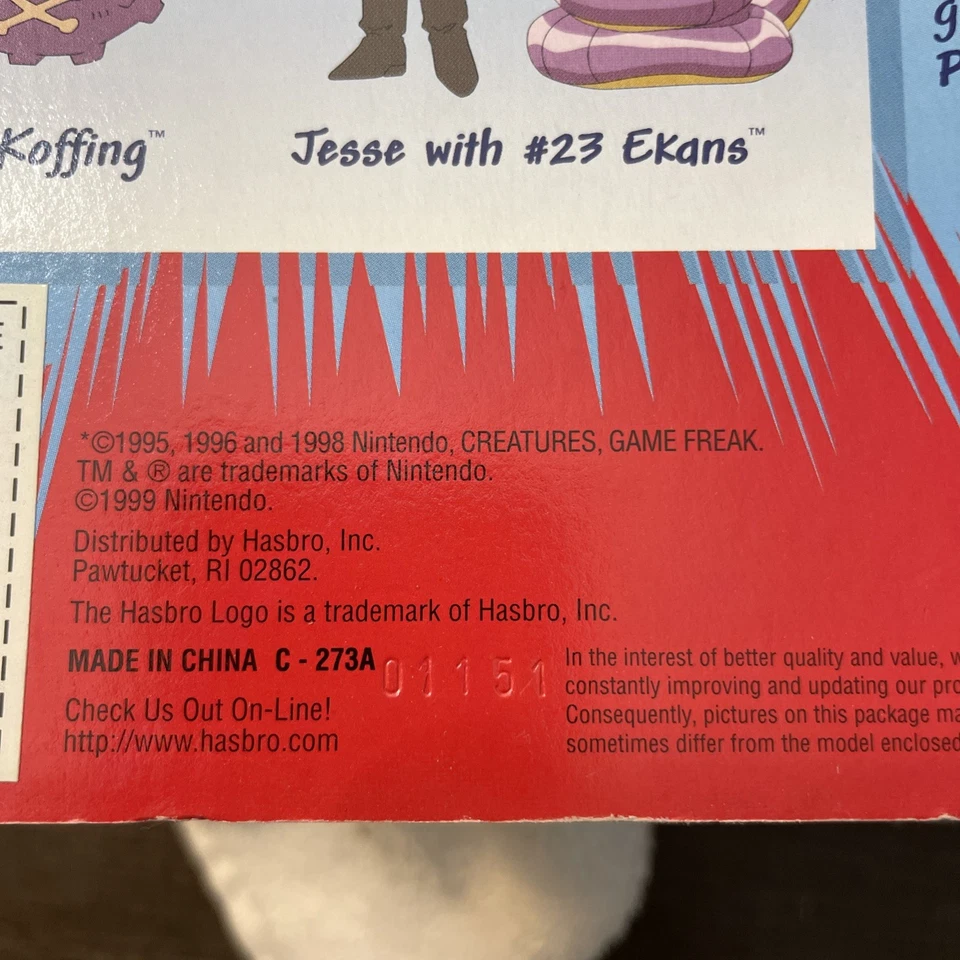 Koffing™
Jesse with #23 Ekans™
*©1995, 1996 and 1998 Nintendo, CREATURES, GAME FREAK.
TM & ® are trademarks of Nintendo.
©1999 Nintendo.
Distributed by Hasbro, Inc.
Pawtucket, RI 02862.
The Hasbro Logo is a trademark of Hasbro, Inc.
MADE IN CHINA C - 273A
01151
Check Us Out On-Line!
http://www.hasbro.com
In the interest of better quality and value,
constantly improving and updating our
Consequently, pictures on this package
sometimes differ from the model enclosed